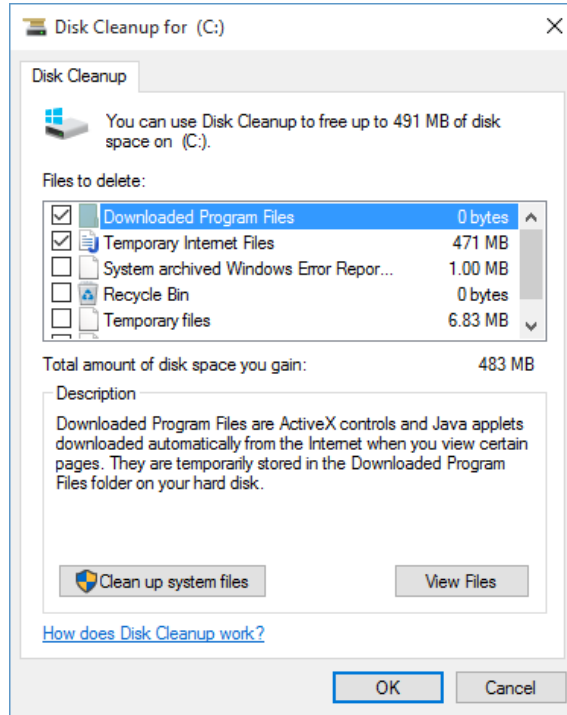 Disk Cleanup for (C:)
Disk Cleanup
You can use Disk Cleanup to free up to 491 MB of disk
space on (C:).
Files to delete:
Downloaded Program Files 0 bytes
Temporary Internet Files 471 MB
System archived Windows Error Repor... 1.00 MB
Recycle Bin 0 bytes
Temporary files 6.83 MB
Total amount of disk space you gain: 483 MB
Description
Downloaded Program Files are ActiveX controls and Java applets
downloaded automatically from the Internet when you view certain
pages. They are temporarily stored in the Downloaded Program
Files folder on your hard disk.
Clean up system files View Files
How does Disk Cleanup work?
OK Cancel